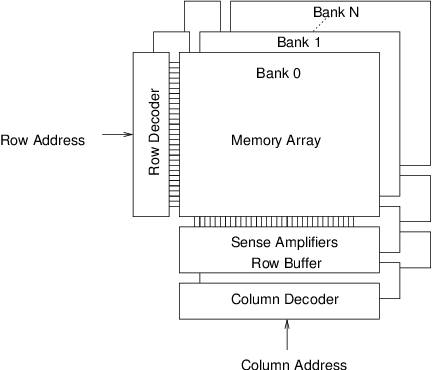 Bank N
Bank 1
Bank 0
Row Decoder
Row Address
Memory Array
Sense Amplifiers
Row Buffer
Column Decoder
Column Address